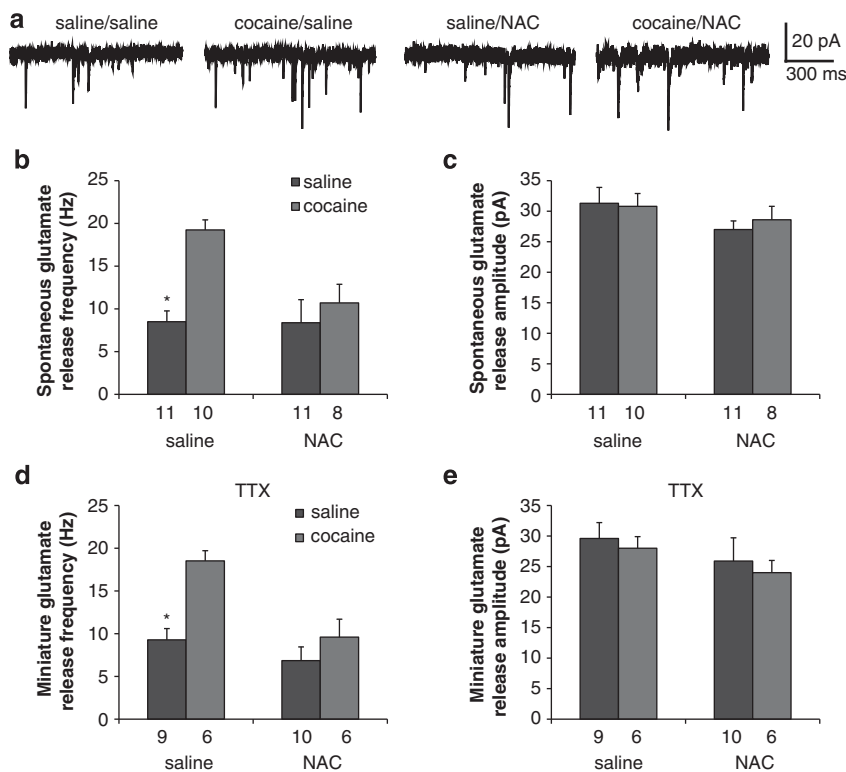 a
saline/saline
cocaine/saline
saline/NAC
cocaine/NAC
20 pA
300 ms
b
Spontaneous glutamate
release frequency (Hz)
25
20
15
10
5
0
saline
cocaine
*
11 10 11 8
saline NAC
c
Spontaneous glutamate
release amplitude (pA)
35
30
25
20
15
10
5
0
11 10 11 8
saline NAC
d
TTX
Miniature glutamate
release frequency (Hz)
25
20
15
10
5
0
saline
cocaine
*
9 6 10 6
saline NAC
e
TTX
Miniature glutamate
release amplitude (pA)
35
30
25
20
15
10
5
0
9 6 10 6
saline NAC